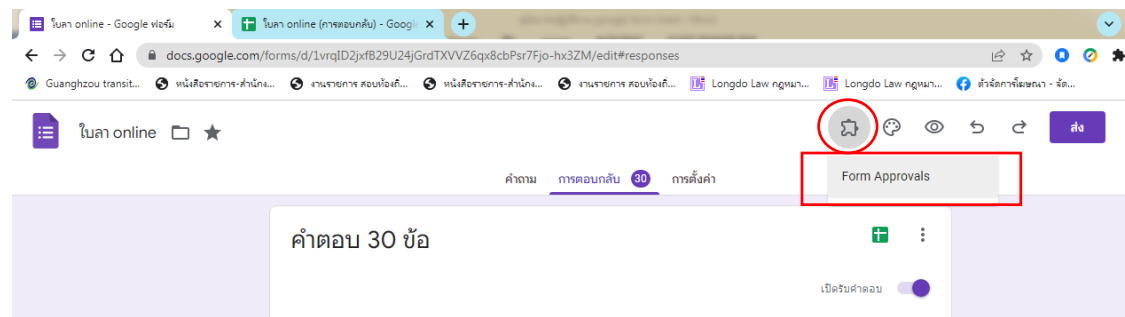 ใบลา online - Google ฟอร์ม
ใบลา online (การตอบกลับ) - Googl
docs.google.com/forms/d/1vrqID2jxfB29U24jGrdTXVVZ6qx8cbPsr7Fjo-hx3ZM/edit#responses
Guanghzou transit... หนังสือราชการ-สำนัก... งานราชการ สอบท้องถิ... หนังสือราชการ-สำนัก... งานราชการ สอบท้องถิ... Longdo Law กฎหมา... Longdo Law กฎหมา... ตัวจัดการโฆษณา - จัด...
ใบลา online
ส่ง
คำถาม การตอบกลับ 30 การตั้งค่า
Form Approvals
คำตอบ 30 ข้อ
เปิดรับคำตอบ